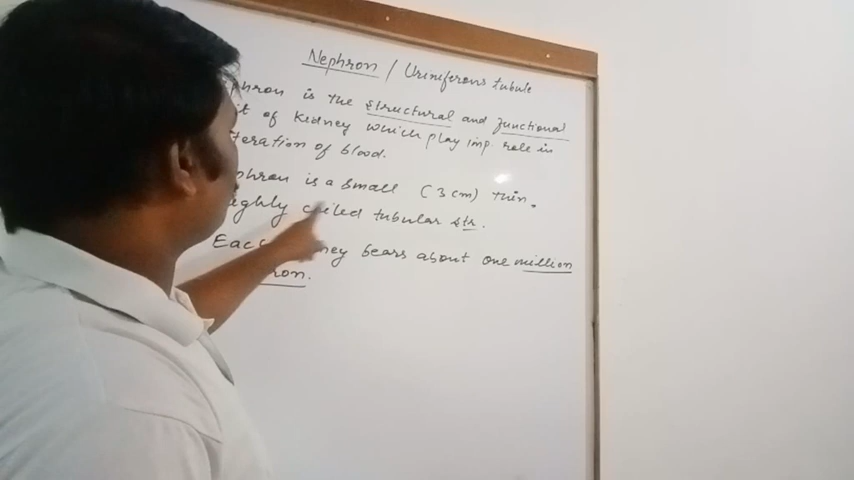 Nephron / Uriniferous tubule
phron is the structural and functional
it of Kidney which play imp role in
teration of blood.
phron is a small (3 cm) thin.
ighly coiled tubular str.
Each ney bears about one million
ron.